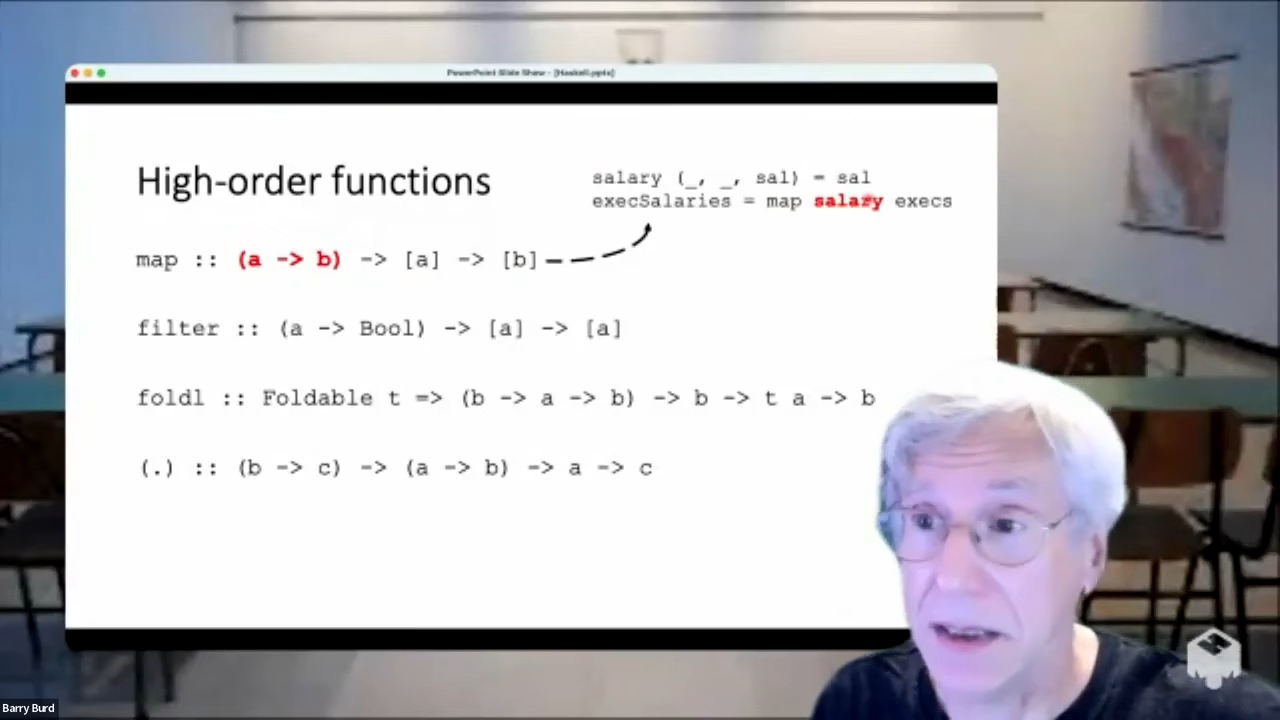 PowerPoint Slide Show - [Haskell.pptx]
High-order functions
salary (_, _, sal) = sal
execSalaries = map salary execs
map :: (a -> b) -> [a] -> [b]
filter :: (a -> Bool) -> [a] -> [a]
foldl :: Foldable t => (b -> a -> b) -> b -> t a -> b
(.) :: (b -> c) -> (a -> b) -> a -> c
Barry Burd